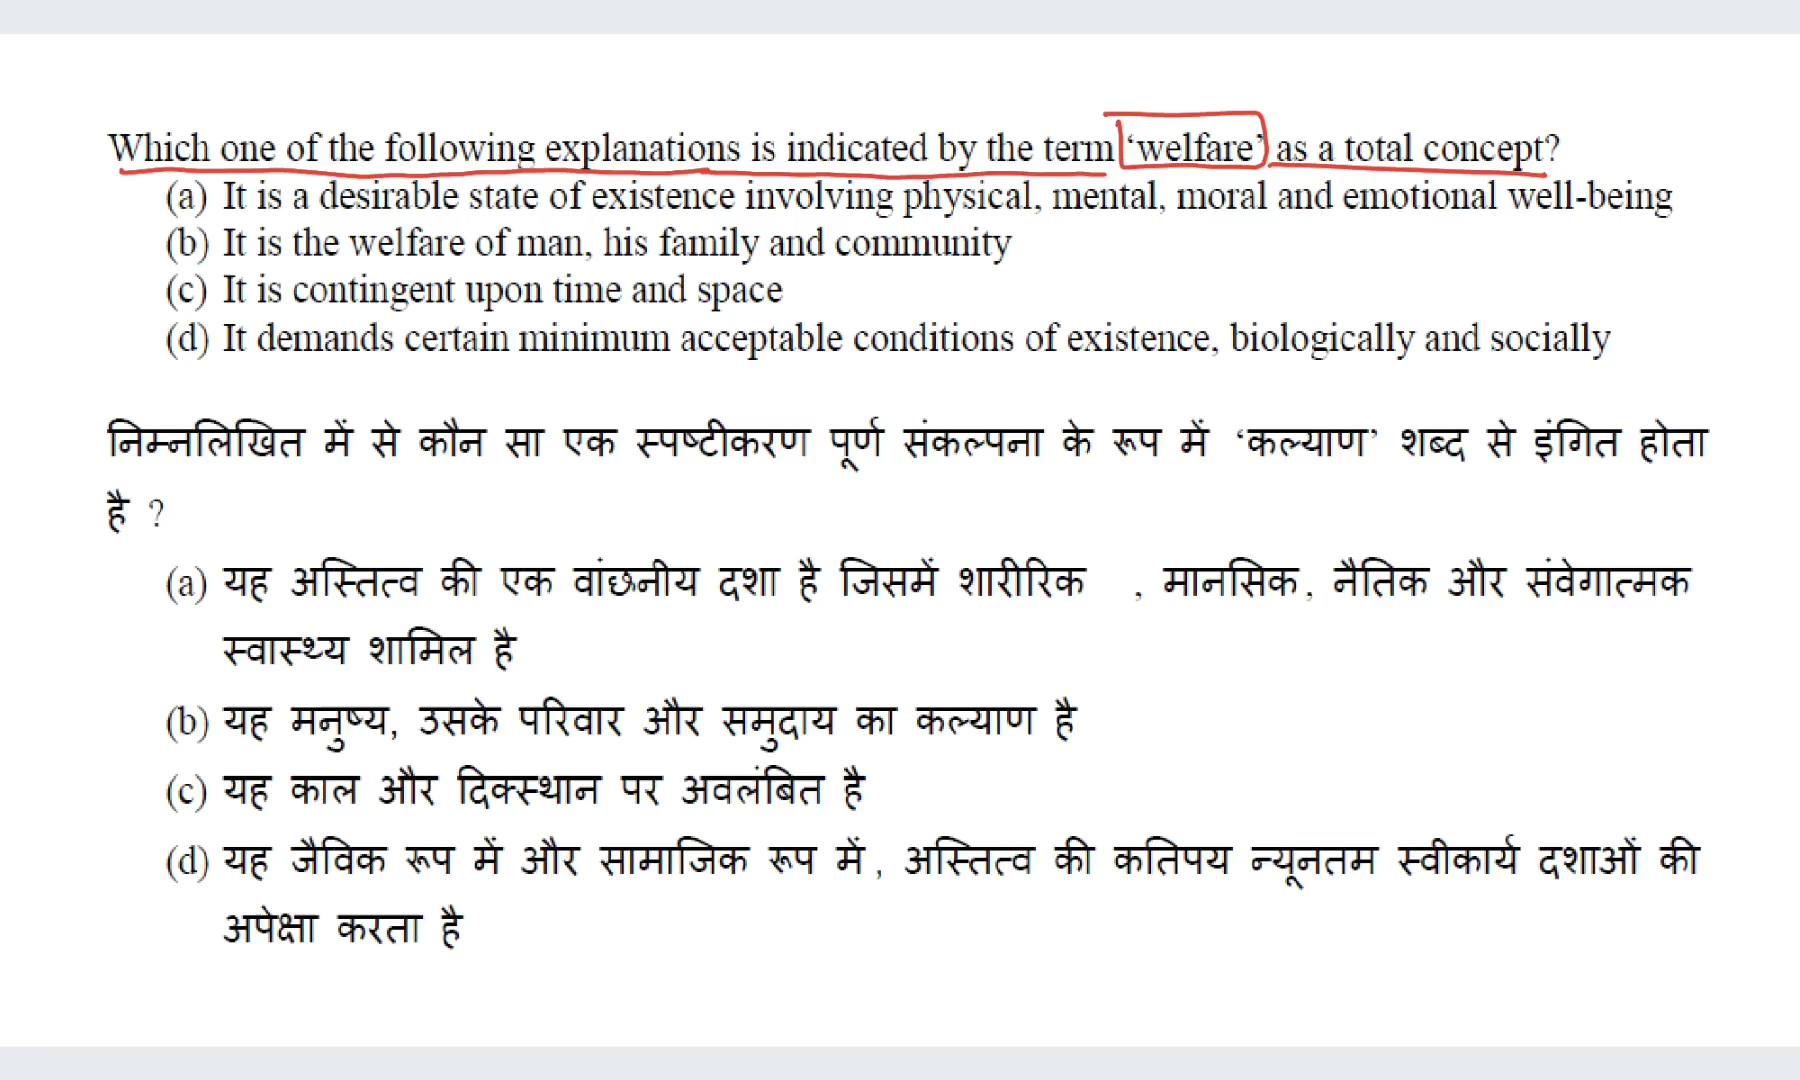 Which one of the following explanations is indicated by the term ‘welfare’ as a total concept?
(a) It is a desirable state of existence involving physical, mental, moral and emotional well-being
(b) It is the welfare of man, his family and community
(c) It is contingent upon time and space
(d) It demands certain minimum acceptable conditions of existence, biologically and socially
निम्नलिखित में से कौन सा एक स्पष्टीकरण पूर्ण संकल्पना के रूप में ‘कल्याण’ शब्द से इंगित होता
है ?
(a) यह अस्तित्व की एक वांछनीय दशा है जिसमें शारीरिक , मानसिक, नैतिक और संवेगात्मक
स्वास्थ्य शामिल है
(b) यह मनुष्य, उसके परिवार और समुदाय का कल्याण है
(c) यह काल और दिक्स्थान पर अवलंबित है
(d) यह जैविक रूप में और सामाजिक रूप में, अस्तित्व की कतिपय न्यूनतम स्वीकार्य दशाओं की
अपेक्षा करता है